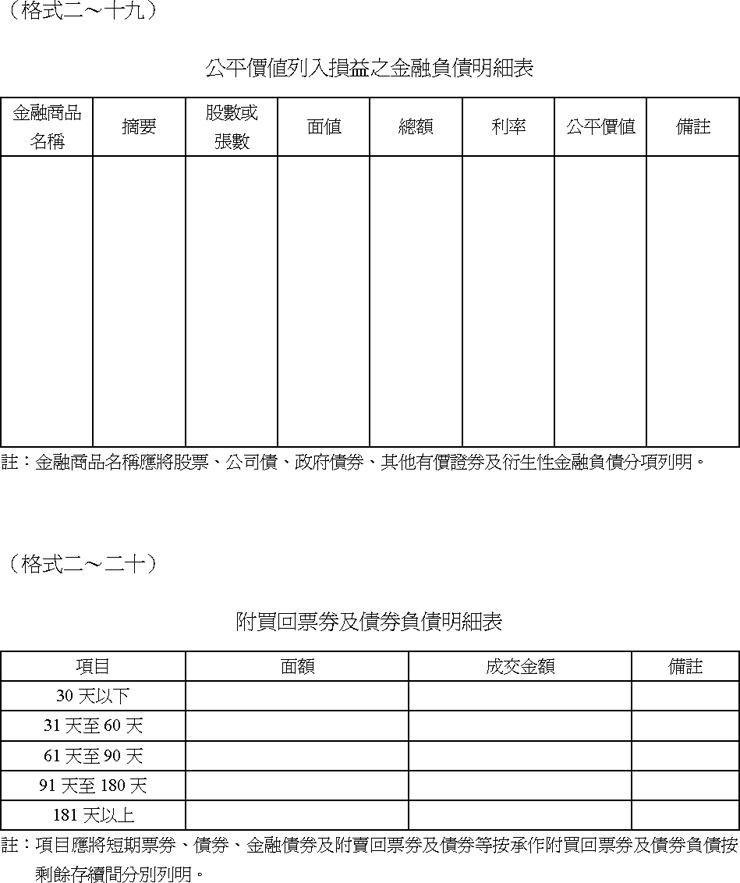 （格式二～十九）
公平價值列入損益之金融負債明細表
金融商品名稱 摘要 股數或張數 面值 總額 利率 公平價值 備註
註：金融商品名稱應將股票、公司債、政府債券、其他有價證券及衍生性金融負債分項列明。
（格式二～二十）
附買回票券及債券負債明細表
項目 面額 成交金額 備註
30 天以下
31 天至 60 天
61 天至 90 天
91 天至 180 天
181 天以上
註：項目應將短期票券、債券、金融債券及附賣回票券及債券等按承作附買回票券及債券負債按
剩餘存續間分別列明。